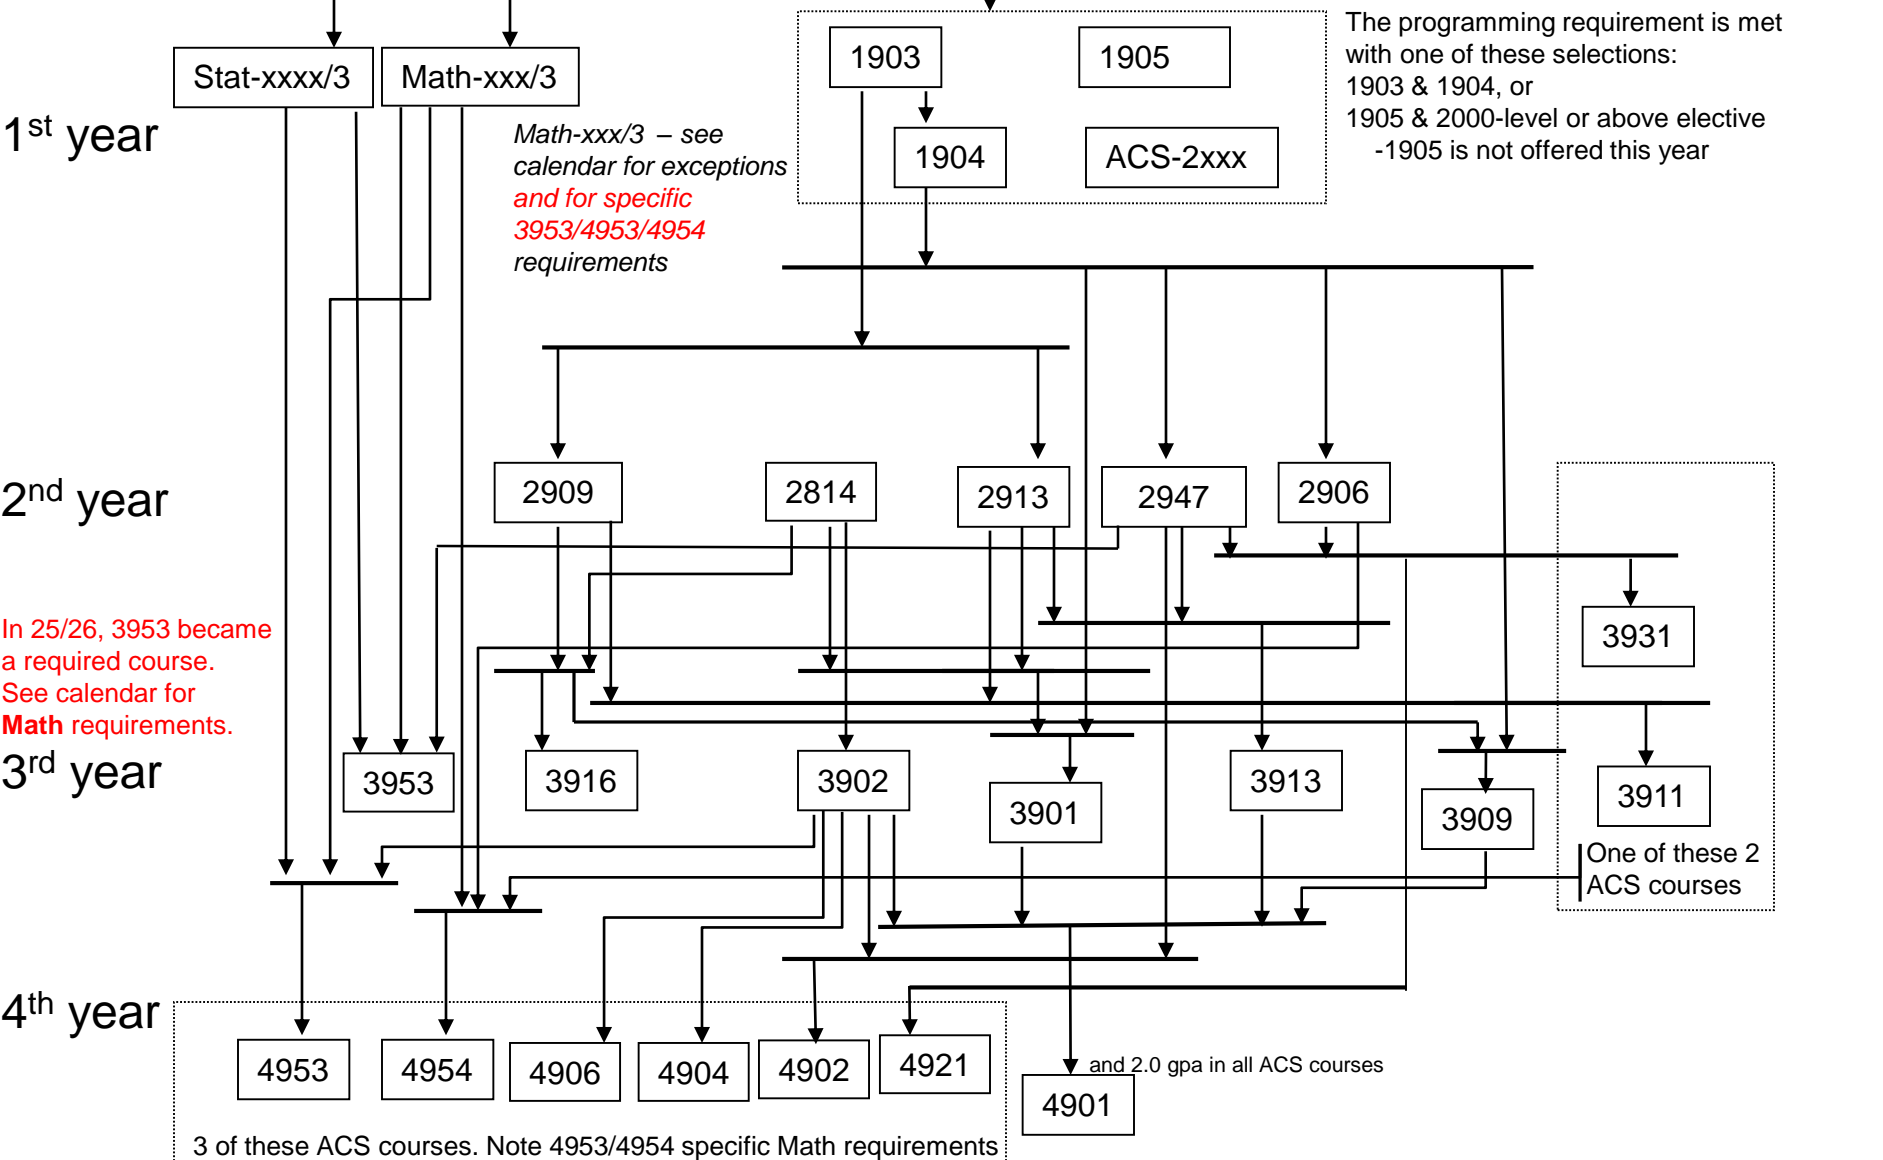 Stat-xxxx/3
Math-xxx/3
1903
1905
The programming requirement is met
with one of these selections:
1903 & 1904, or
1905 & 2000-level or above elective
-1905 is not offered this year
1st year
Math-xxx/3 – see
calendar for exceptions
and for specific
3953/4953/4954
requirements
1904
ACS-2xxx
2nd year
2909
2814
2913
2947
2906
In 25/26, 3953 became
a required course.
See calendar for
Math requirements.
3931
3rd year
3953
3916
3902
3901
3913
3909
3911
One of these 2
ACS courses
4th year
4953
4954
4906
4904
4902
4921
and 2.0 gpa in all ACS courses
4901
3 of these ACS courses. Note 4953/4954 specific Math requirements